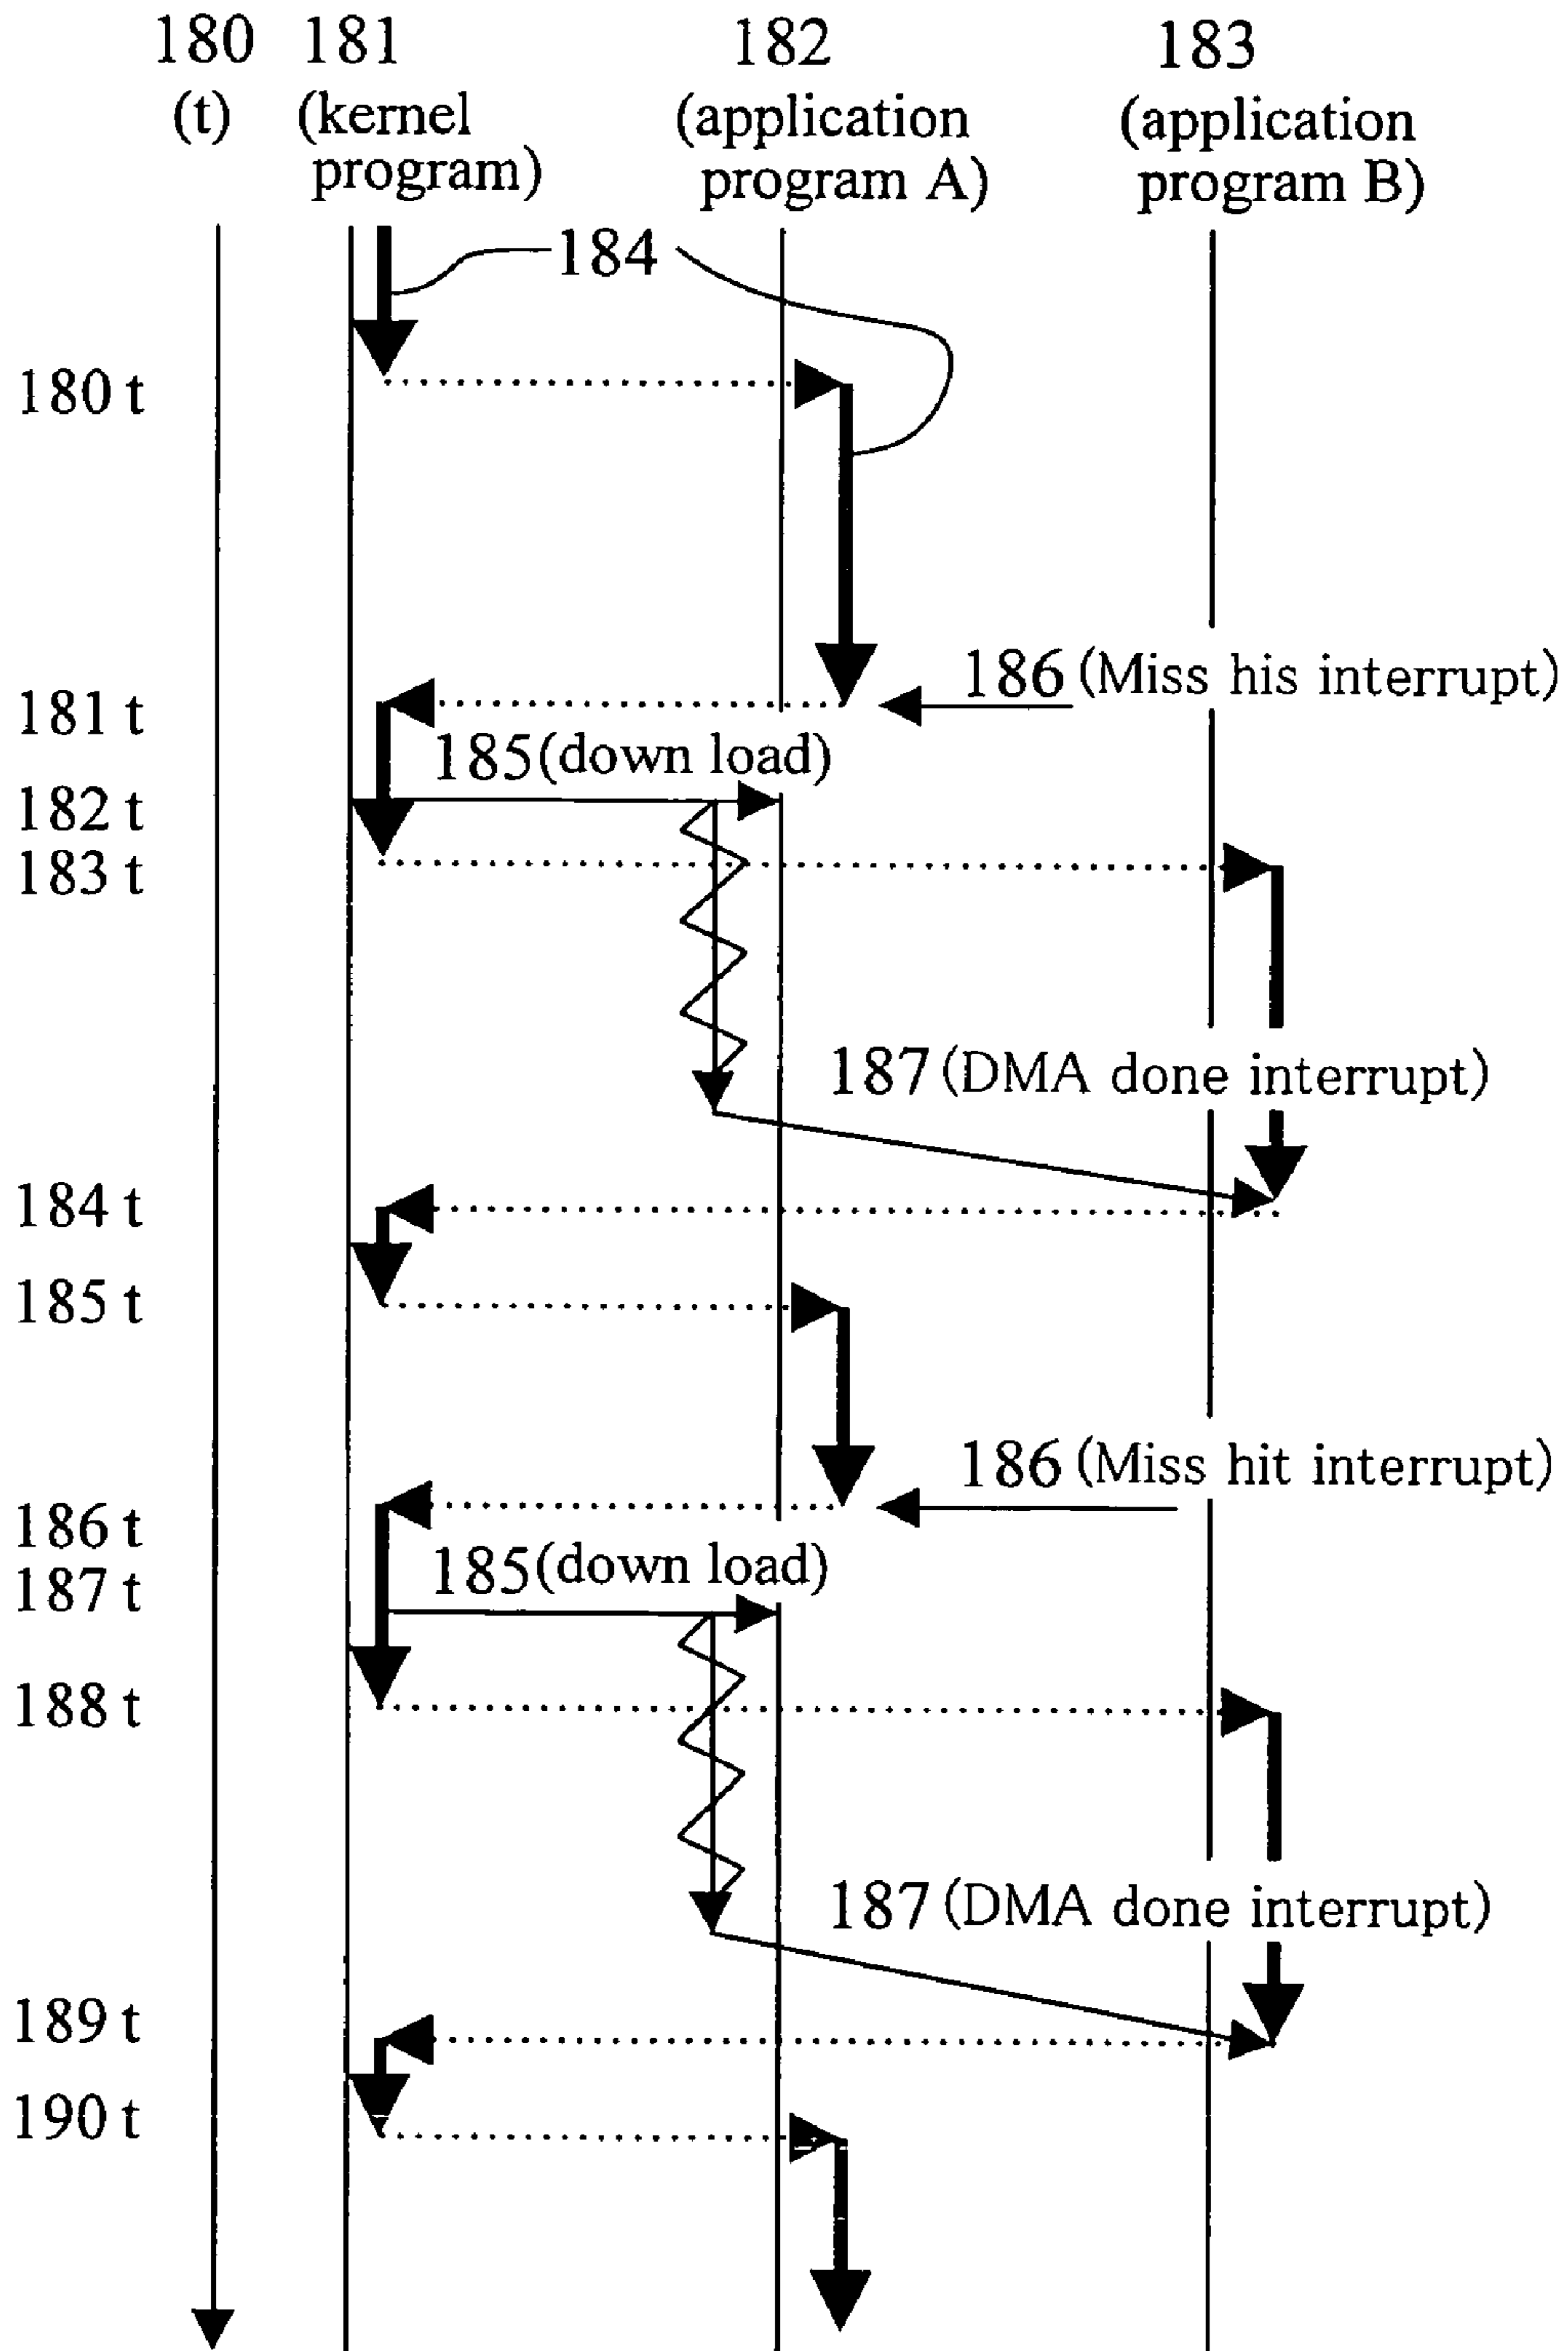 180 181 182 183
(t) (kernel program) (application program A) (application program B)
184
180 t
186 (Miss his interrupt)
181 t
185 (down load)
182 t
183 t
187 (DMA done interrupt)
184 t
185 t
186 (Miss hit interrupt)
186 t
185 (down load)
187 t
188 t
187 (DMA done interrupt)
189 t
190 t